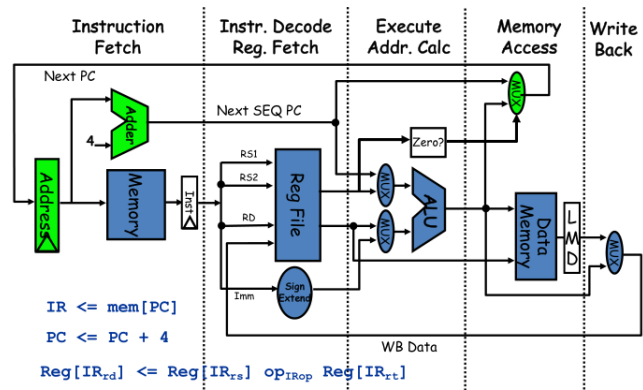 Instruction Fetch
Instr. Decode Reg. Fetch
Execute Addr. Calc
Memory Access
Write Back
Next PC
Next SEQ PC
Adder
4
MUX
Zero?
Address
Memory
Inst
RS1
RS2
RD
Reg File
MUX
MUX
ALU
Data Memory
L M D
MUX
Imm
Sign Extend
WB Data
IR <= mem[PC]
PC <= PC + 4
Reg[IRrd] <= Reg[IRrs] opIRop Reg[IRrt]